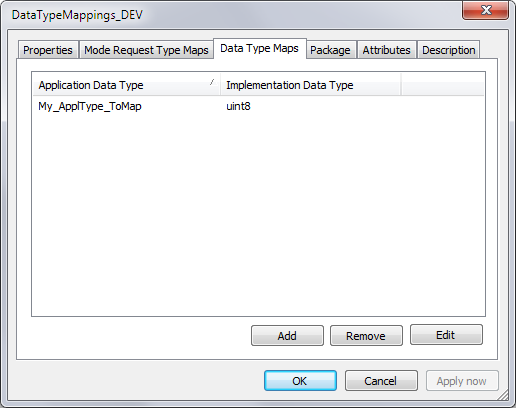 DataTypeMappings_DEV
Properties Mode Request Type Maps Data Type Maps Package Attributes Description
Application Data Type Implementation Data Type
My_ApplType_ToMap uint8
Add Remove Edit
OK Cancel Apply now